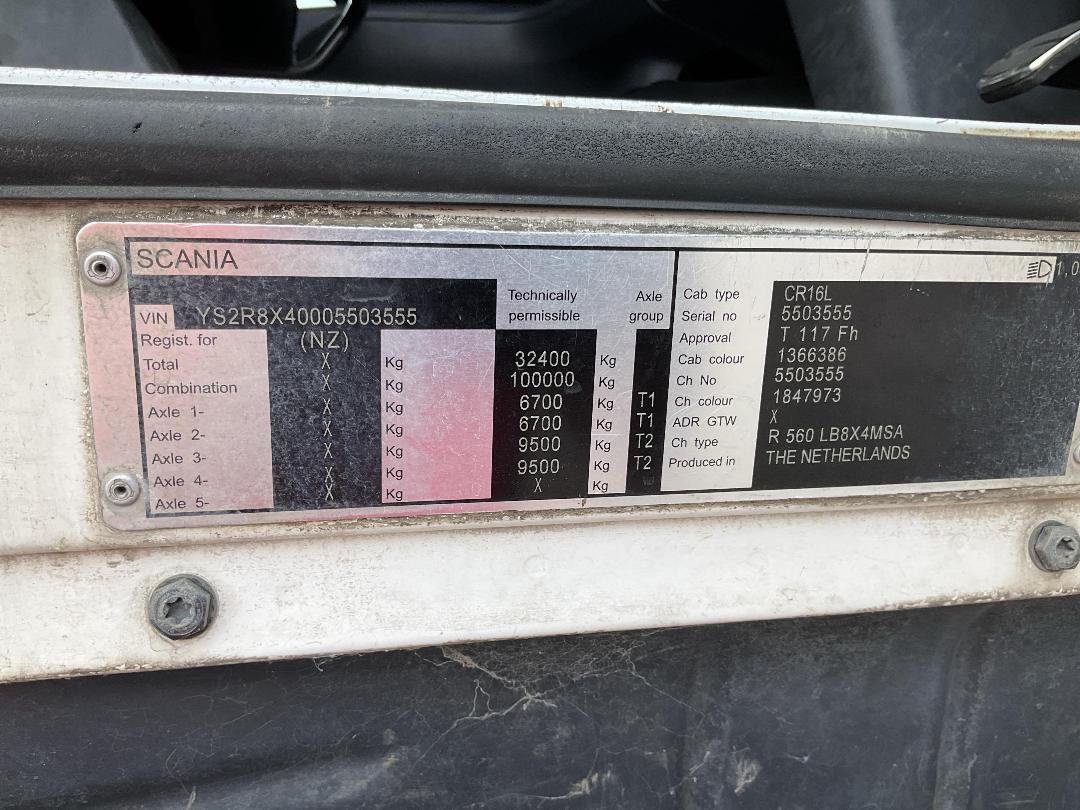 SCANIA 1,0
VIN YS2R8X40005503555 Technically permissible Axle group
Regist. for (NZ)
Total X Kg 32400 Kg
Combination X Kg 100000 Kg
Axle 1- X Kg 6700 Kg T1
Axle 2- X Kg 6700 Kg T1
Axle 3- X Kg 9500 Kg T2
Axle 4- X Kg 9500 Kg T2
Axle 5- X Kg X Kg
Cab type CR16L
Serial no 5503555
Approval T 117 Fh
Cab colour 1366386
Ch No 5503555
Ch colour 1847973
ADR GTW X
Ch type R 560 LB8X4MSA
Produced in THE NETHERLANDS